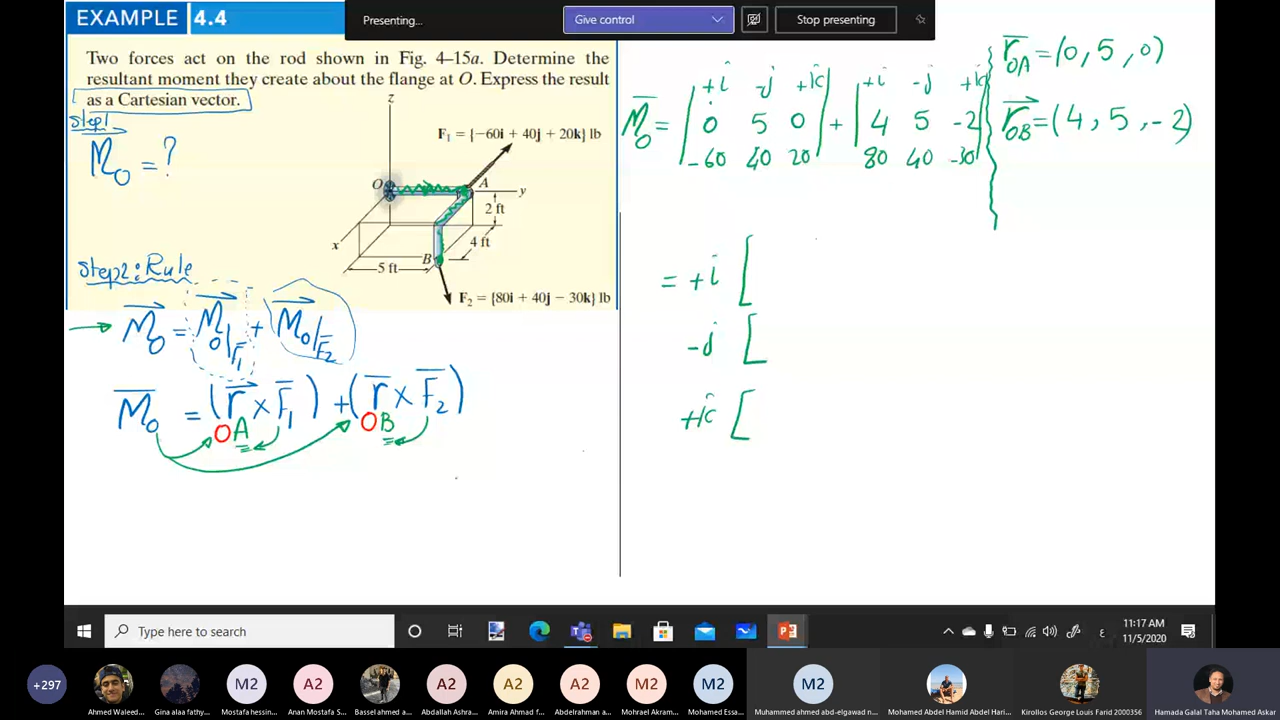 EXAMPLE 4.4
Presenting...
Give control
Stop presenting
Two forces act on the rod shown in Fig. 4–15a. Determine the
resultant moment they create about the flange at O. Express the result
as a Cartesian vector.
Step1
M_O = ?
z
F₁ = {−60i + 40j + 20k} lb
O
A
y
2 ft
x
4 ft
B
5 ft
F₂ = {80i + 40j − 30k} lb
Step2: Rule
M_O = M_O/F₁ + M_O/F₂
M_O = (r × F₁) + (r × F₂)
OA OB
+i -j +k +i -j +k
M_O = | 0 5 0 | + | 4 5 -2 |
-60 40 20 80 40 -30
r_OA = (0, 5, 0)
r_OB = (4, 5, -2)
= +i [
-j [
+k [
Type here to search
ع
11:17 AM
11/5/2020
+297
M2
A2
M2
A2
A2
A2
M2
M2
M2
Ahmed Waleed...
Gina alaa fathy...
Mostafa hessin...
Anan Mostafa ...
Bassel ahmed a...
Abdallah Ashra...
Amira Ahmad f...
Abdelrahman a...
Mohrael Akram...
Mohamed Essa...
Muhammed ahmed abd-elgawad n...
Mohamed Abdel Hamid Abdel Hari...
Kirollos George Louis Farid 2000356
Hamada Galal Taha Mohamed Askar